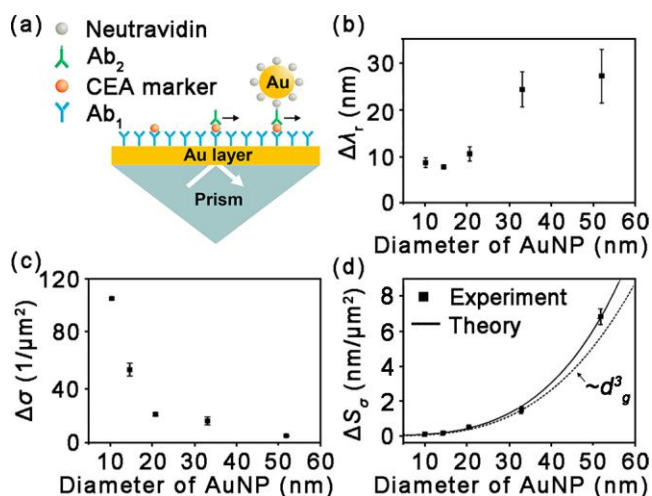 (a)
Neutravidin
Ab2
CEA marker
Ab1
Au
Au layer
Prism
(b)
Δλr (nm)
30
20
10
0
0 10 20 30 40 50 60
Diameter of AuNP (nm)
(c)
Δσ (1/μm²)
120
80
40
0
0 10 20 30 40 50 60
Diameter of AuNP (nm)
(d)
ΔSσ (nm/μm²)
8
6
4
2
0
Experiment
Theory
~d³g
0 10 20 30 40 50 60
Diameter of AuNP (nm)